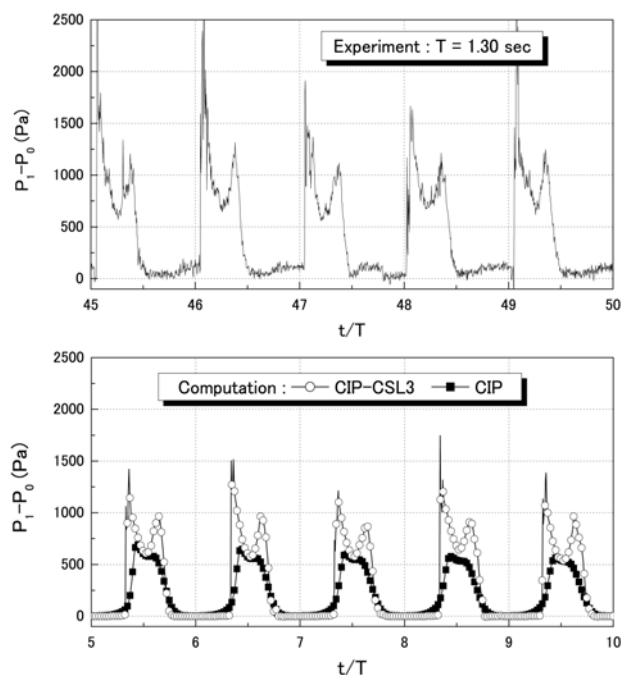 2500
Experiment : T = 1.30 sec
2000
1500
1000
500
0
P₁-P₀ (Pa)
45 46 47 48 49 50
t/T
2500
Computation : CIP-CSL3 CIP
2000
1500
1000
500
0
P₁-P₀ (Pa)
5 6 7 8 9 10
t/T